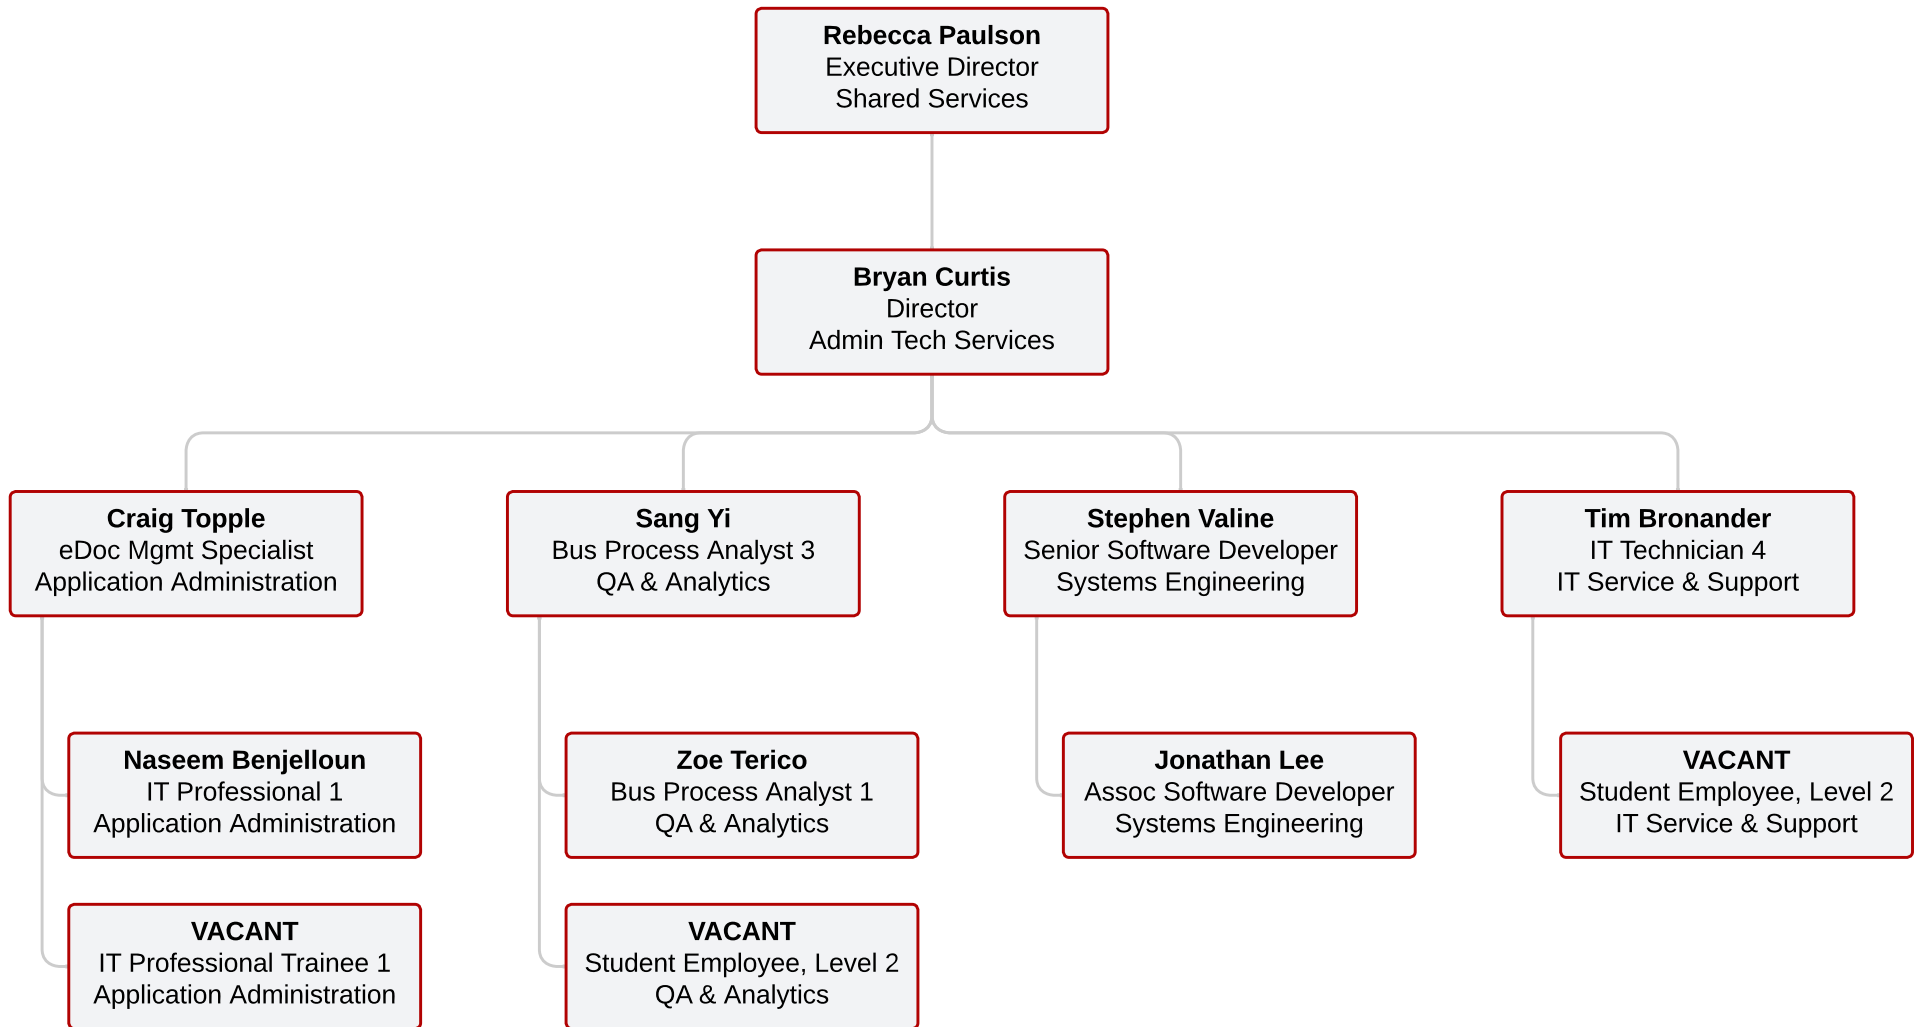 Rebecca Paulson
Executive Director
Shared Services
Bryan Curtis
Director
Admin Tech Services
Craig Topple
eDoc Mgmt Specialist
Application Administration
Sang Yi
Bus Process Analyst 3
QA & Analytics
Stephen Valine
Senior Software Developer
Systems Engineering
Tim Bronander
IT Technician 4
IT Service & Support
Naseem Benjelloun
IT Professional 1
Application Administration
Zoe Terico
Bus Process Analyst 1
QA & Analytics
Jonathan Lee
Assoc Software Developer
Systems Engineering
VACANT
Student Employee, Level 2
IT Service & Support
VACANT
IT Professional Trainee 1
Application Administration
VACANT
Student Employee, Level 2
QA & Analytics